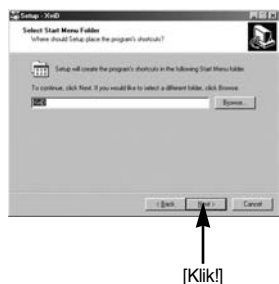 Setup - XviD
Select Start Menu Folder
Where should Setup place the program's shortcuts?
Setup will create the program's shortcuts in the following Start Menu folder.
To continue, click Next. If you would like to select a different folder, click Browse.
XviD
Browse...
< Back
Next >
Cancel
[Klik!]